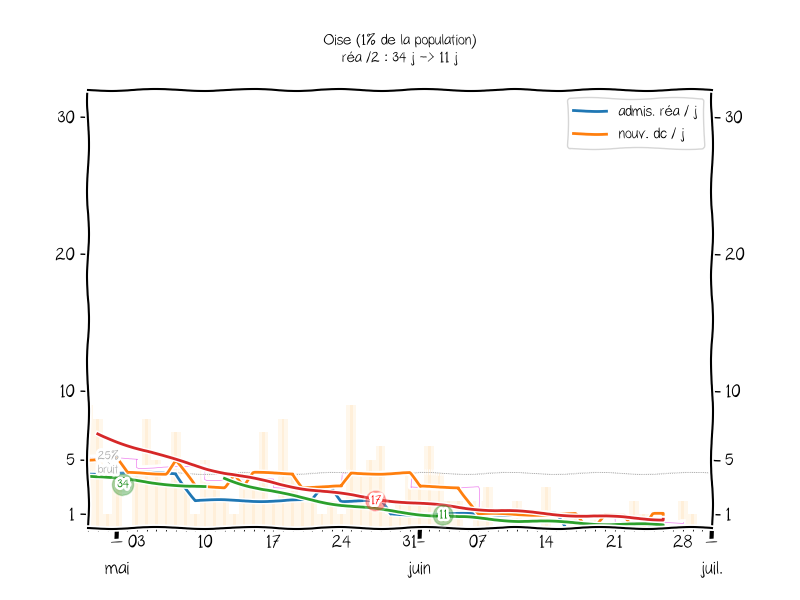 Oise (1% de la population)
réa /2 : 34 j -> 11 j
admis. réa / j
nouv. dc / j
30
30
20
20
10
10
5
5
1
1
25%
bruit
34
17
11
03 10 17 24 31 07 14 21 28
mai juin juil.